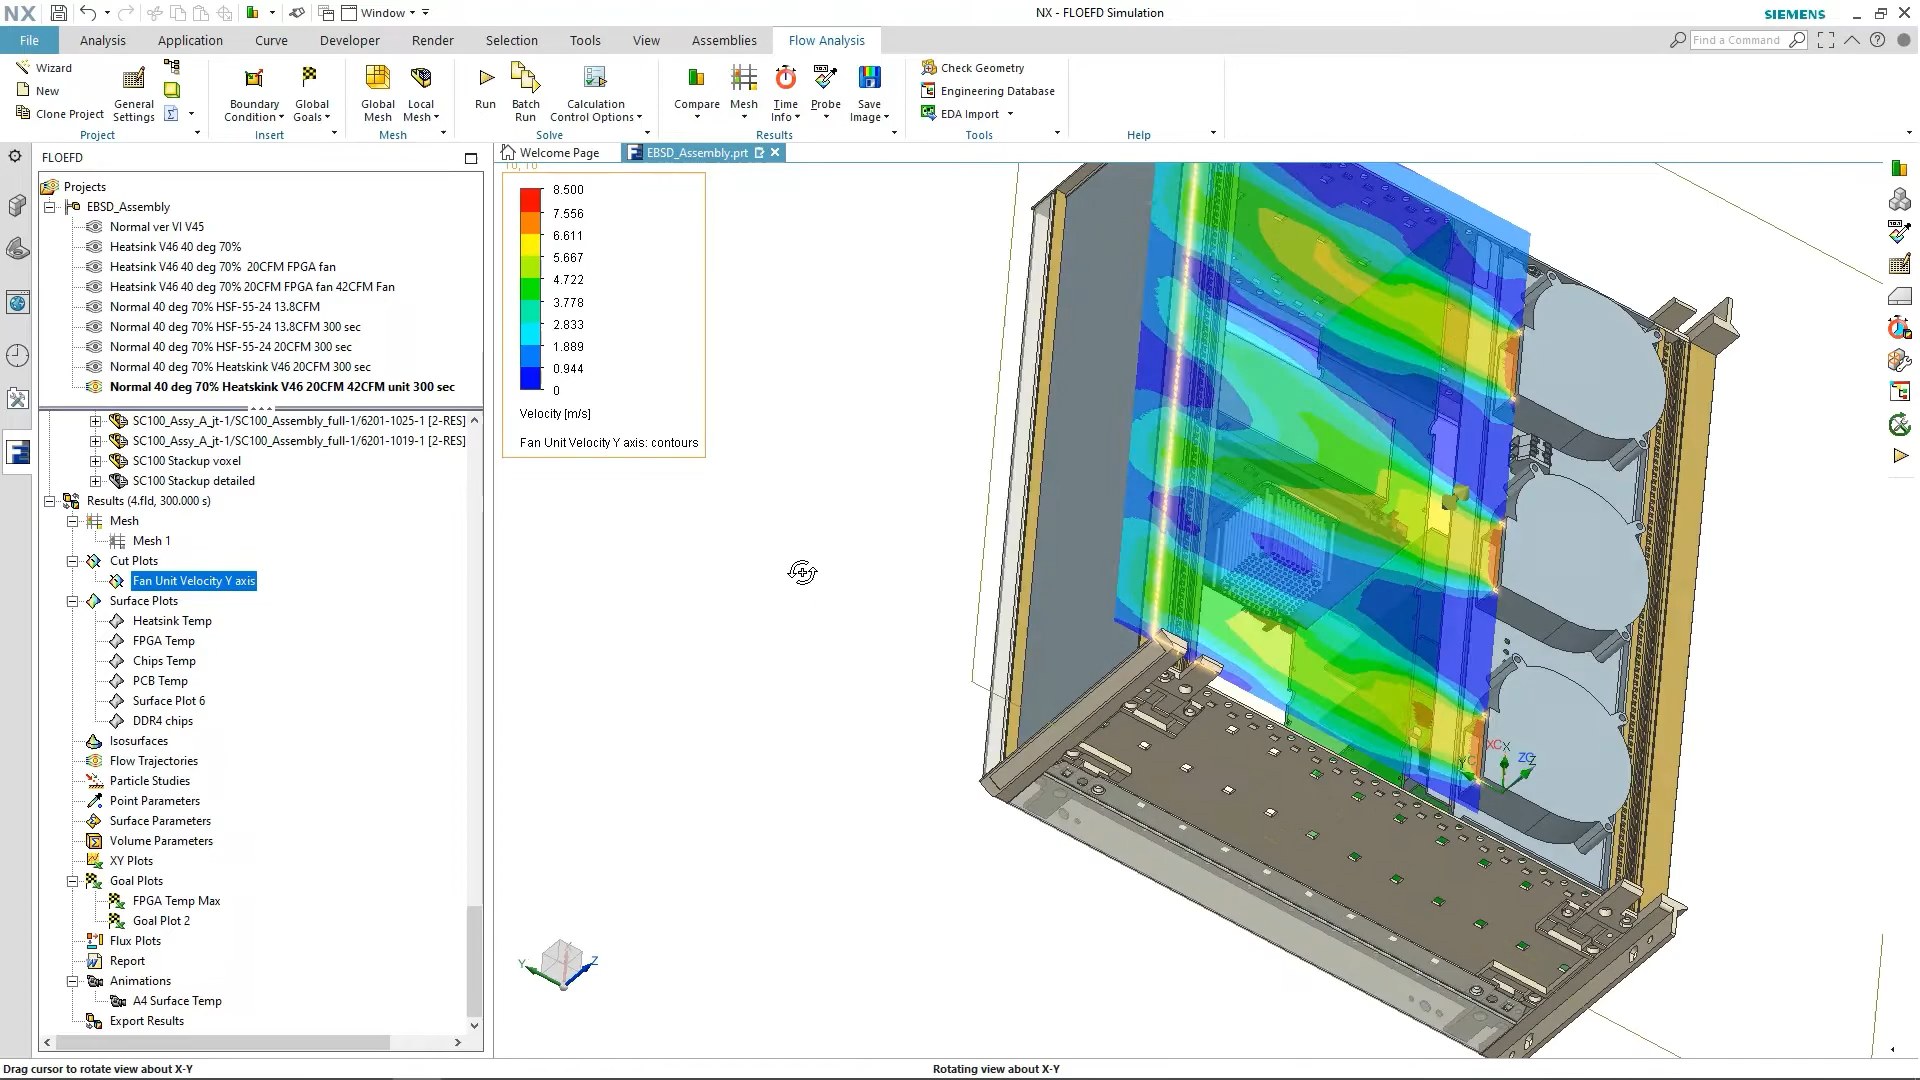 NX
Window
NX - FLOEFD Simulation
SIEMENS
File
Analysis
Application
Curve
Developer
Render
Selection
Tools
View
Assemblies
Flow Analysis
Find a Command
Wizard
New
Clone Project
General Settings
Project
Boundary Condition
Global Goals
Insert
Global Mesh
Local Mesh
Mesh
Run
Batch Run
Calculation Control Options
Solve
Compare
Mesh
Time Info
Probe
Save Image
Results
Check Geometry
Engineering Database
EDA Import
Tools
Help
FLOEFD
Welcome Page
EBSD_Assembly.prt
Projects
EBSD_Assembly
Normal ver VI V45
Heatsink V46 40 deg 70%
Heatsink V46 40 deg 70%  20CFM FPGA fan
Heatsink V46 40 deg 70% 20CFM FPGA fan 42CFM Fan
Normal 40 deg 70% HSF-55-24 13.8CFM
Normal 40 deg 70% HSF-55-24 13.8CFM 300 sec
Normal 40 deg 70% HSF-55-24 20CFM 300 sec
Normal 40 deg 70% Heatskink V46 20CFM 300 sec
Normal 40 deg 70% Heatskink V46 20CFM 42CFM unit 300 sec
SC100_Assy_A_jt-1/SC100_Assembly_full-1/6201-1025-1 [2-RES]
SC100_Assy_A_jt-1/SC100_Assembly_full-1/6201-1019-1 [2-RES]
SC100 Stackup voxel
SC100 Stackup detailed
Results (4.fld, 300.000 s)
Mesh
Mesh 1
Cut Plots
Fan Unit Velocity Y axis
Surface Plots
Heatsink Temp
FPGA Temp
Chips Temp
PCB Temp
Surface Plot 6
DDR4 chips
Isosurfaces
Flow Trajectories
Particle Studies
Point Parameters
Surface Parameters
Volume Parameters
XY Plots
Goal Plots
FPGA Temp Max
Goal Plot 2
Flux Plots
Report
Animations
A4 Surface Temp
Export Results
8.500
7.556
6.611
5.667
4.722
3.778
2.833
1.889
0.944
0
Velocity [m/s]
Fan Unit Velocity Y axis: contours
XC X
YC
ZC
Z
Y
Z
Drag cursor to rotate view about X-Y
Rotating view about X-Y